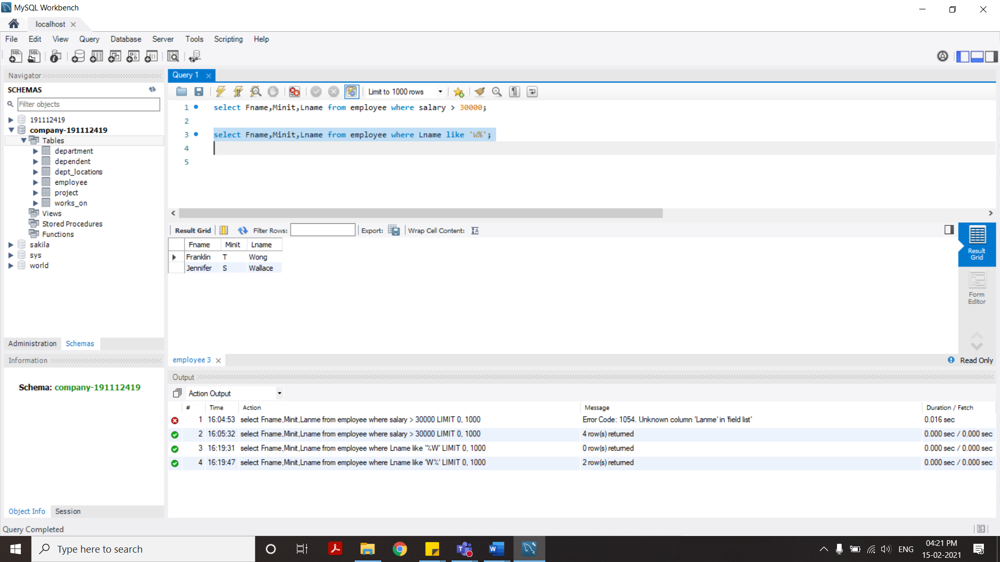 MySQL Workbench
localhost
File Edit View Query Database Server Tools Scripting Help
Navigator
SCHEMAS
Filter objects
191112419
company-191112419
Tables
department
dependent
dept_locations
employee
project
works_on
Views
Stored Procedures
Functions
sakila
sys
world
Administration Schemas
Information
Schema: company-191112419
Object Info Session
Query 1
Limit to 1000 rows
1 select Fname,Minit,Lname from employee where salary > 30000;
2
3 select Fname,Minit,Lname from employee where Lname like 'W%';
4
5
Result Grid Filter Rows: Export: Wrap Cell Content:
Fname Minit Lname
Franklin T Wong
Jennifer S Wallace
Result Grid
Form Editor
employee 3
Read Only
Output
Action Output
# Time Action Message Duration / Fetch
1 16:04:53 select Fname,Minit,Lanme from employee where salary > 30000 LIMIT 0, 1000 Error Code: 1054. Unknown column 'Lanme' in 'field list' 0.016 sec
2 16:05:32 select Fname,Minit,Lname from employee where salary > 30000 LIMIT 0, 1000 4 row(s) returned 0.000 sec / 0.000 sec
3 16:19:31 select Fname,Minit,Lname from employee where Lname like '%W' LIMIT 0, 1000 0 row(s) returned 0.000 sec / 0.000 sec
4 16:19:47 select Fname,Minit,Lname from employee where Lname like 'W%' LIMIT 0, 1000 2 row(s) returned 0.000 sec / 0.000 sec
Query Completed
Type here to search
ENG
04:21 PM
15-02-2021